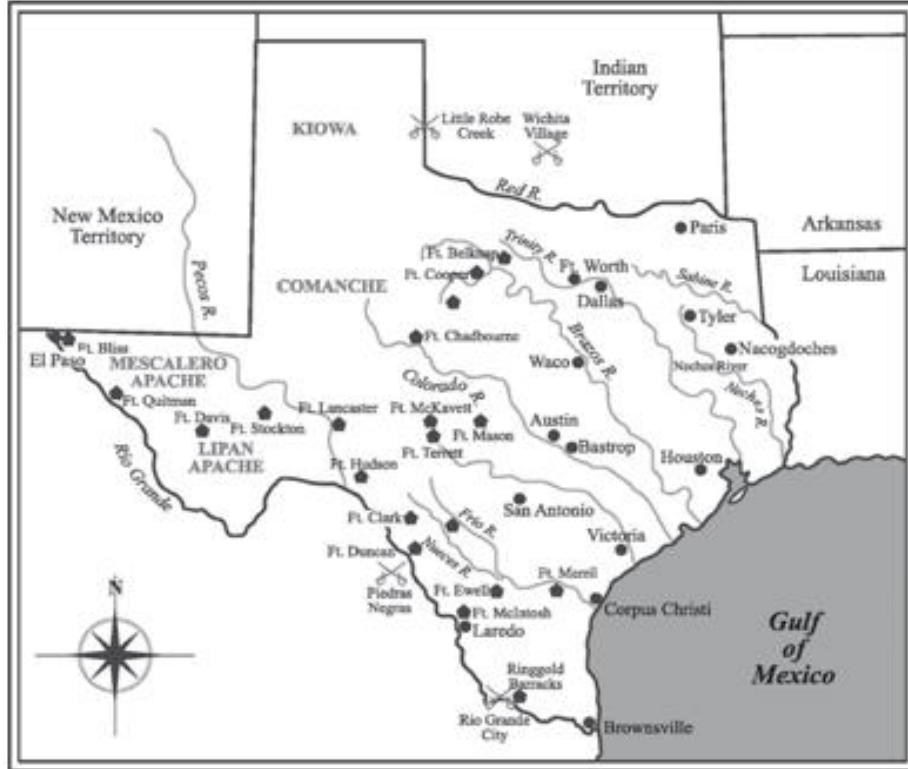 Indian
Territory
KIOWA
Little Robe
Creek
Wichita
Village
Red R.
New Mexico
Territory
Pecos R.
Paris
Arkansas
Louisiana
Ft. Belknap
Trinity R.
Ft. Worth
Sabine R.
Ft. Cooper
COMANCHE
Dallas
Tyler
Ft. Chadbourne
Brazos R.
Nacogdoches
Ft. Bliss
El Paso
MESCALERO
APACHE
Waco
Neches River
Neches R.
Colorado R.
Ft. Quitman
Ft. Davis
Ft. Stockton
Ft. Lancaster
Ft. McKavett
Ft. Mason
Austin
LIPAN
APACHE
Ft. Terrett
Bastrop
Houston
Rio Grande
Ft. Hudson
San Antonio
Ft. Clark
Frio R.
Victoria
Ft. Duncan
Nueces R.
Piedras
Negras
Ft. Ewell
Ft. Merril
Corpus Christi
Ft. McIntosh
Laredo
N
Gulf
of
Mexico
Ringgold
Barracks
Rio Grande
City
Brownsville